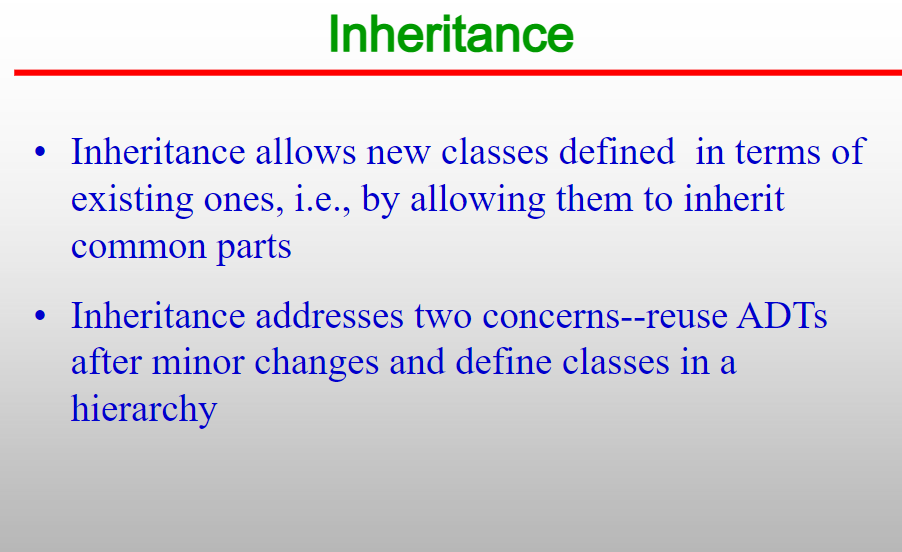 Inheritance
• Inheritance allows new classes defined  in terms of
existing ones, i.e., by allowing them to inherit
common parts
• Inheritance addresses two concerns--reuse ADTs
after minor changes and define classes in a
hierarchy